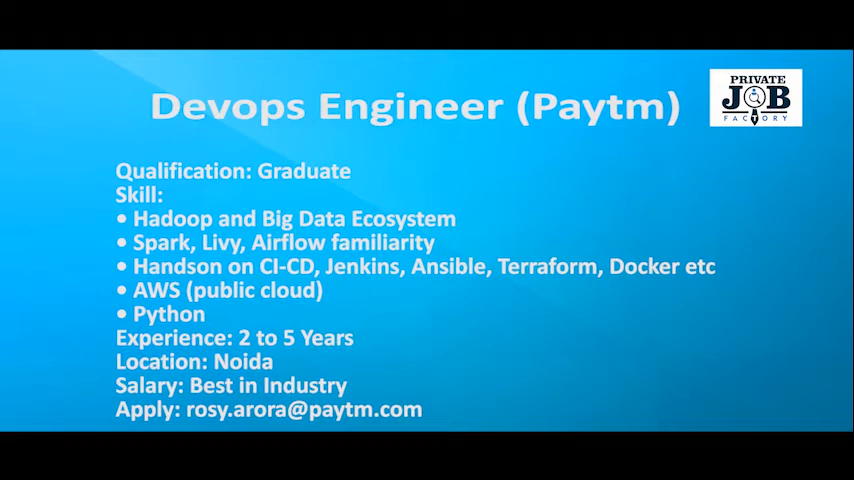 Devops Engineer (Paytm)
PRIVATE
JOB
FACTORY
Qualification: Graduate
Skill:
• Hadoop and Big Data Ecosystem
• Spark, Livy, Airflow familiarity
• Handson on CI-CD, Jenkins, Ansible, Terraform, Docker etc
• AWS (public cloud)
• Python
Experience: 2 to 5 Years
Location: Noida
Salary: Best in Industry
Apply: rosy.arora@paytm.com